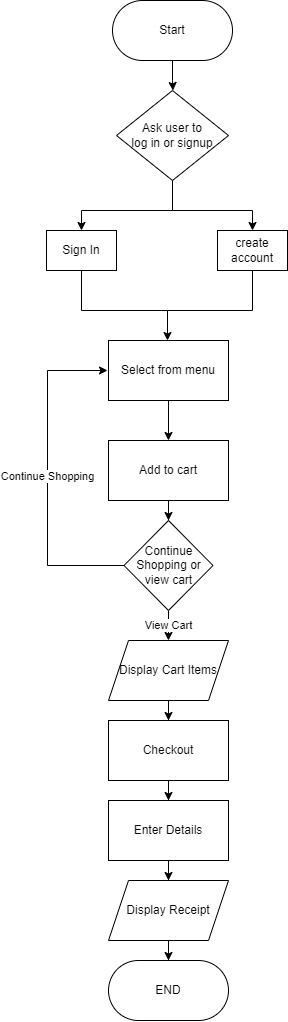 Start
Ask user to
log in or signup
Sign In
create
account
Select from menu
Continue Shopping
Add to cart
Continue
Shopping or
view cart
View Cart
Display Cart Items
Checkout
Enter Details
Display Receipt
END